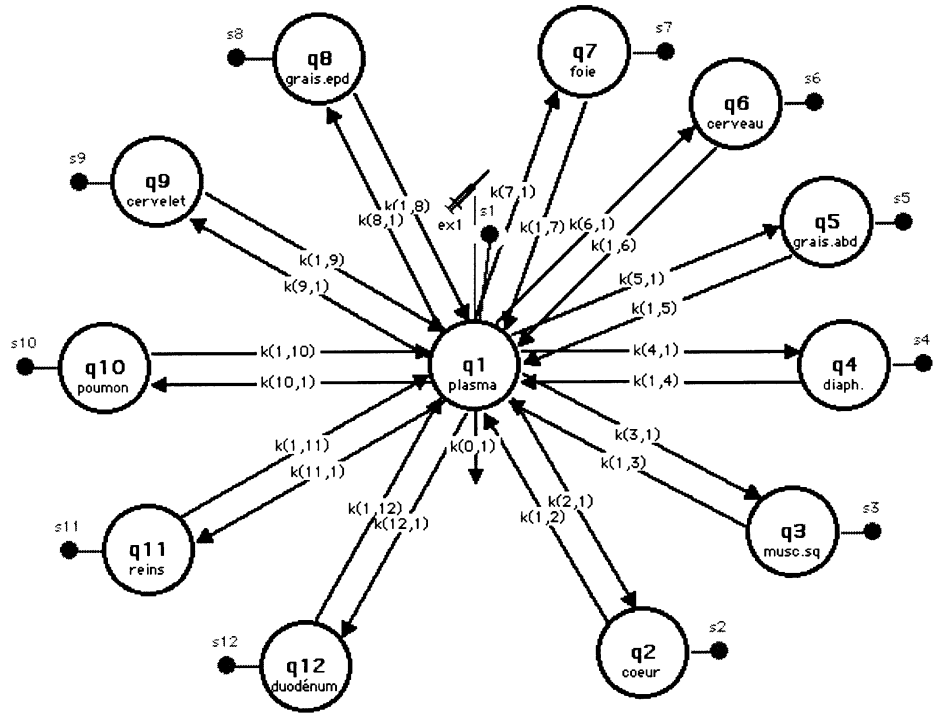 s8
q8
grais.epd
s7
q7
foie
s6
q6
cerveau
s9
q9
cervelet
k(1,8)
k(8,1)
ex1
s1
k(7,1)
k(1,7)
k(6,1)
k(1,6)
s5
q5
grais.abd
k(1,9)
k(9,1)
k(5,1)
k(1,5)
s10
q10
poumon
k(1,10)
k(10,1)
q1
plasma
k(4,1)
k(1,4)
s4
q4
diaph.
k(1,11)
k(11,1)
k(0,1)
k(3,1)
k(1,3)
s11
q11
reins
k(1,12)
k(12,1)
k(2,1)
k(1,2)
s3
q3
musc.sq
s12
q12
duodénum
s2
q2
coeur